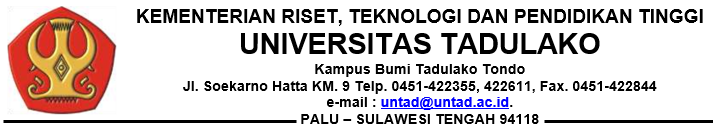 KEMENTERIAN RISET, TEKNOLOGI DAN PENDIDIKAN TINGGI
UNIVERSITAS TADULAKO
Kampus Bumi Tadulako Tondo
Jl. Soekarno Hatta KM. 9 Telp. 0451-422355, 422611, Fax. 0451-422844
e-mail : untad@untad.ac.id.
PALU – SULAWESI TENGAH 94118